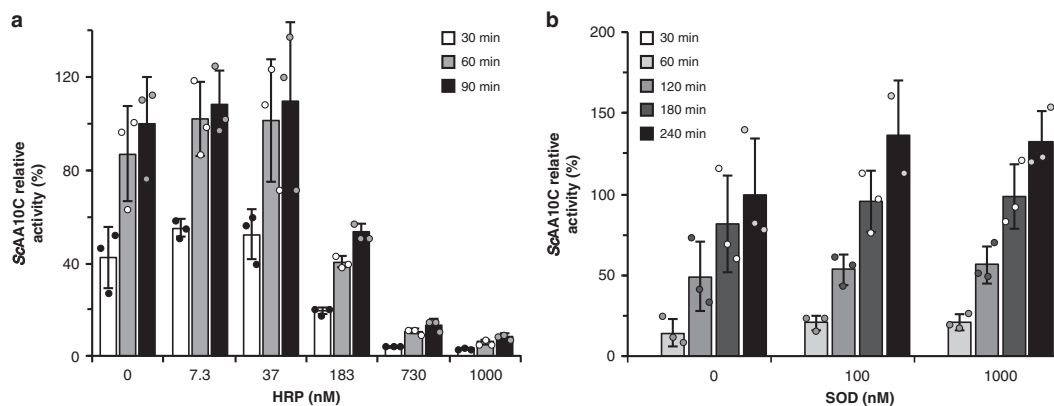 a
ScAA10C relative
activity (%)
120
80
40
0
30 min
60 min
90 min
0 7.3 37 183 730 1000
HRP (nM)
b
ScAA10C relative
activity (%)
200
150
100
50
0
30 min
60 min
120 min
180 min
240 min
0 100 1000
SOD (nM)